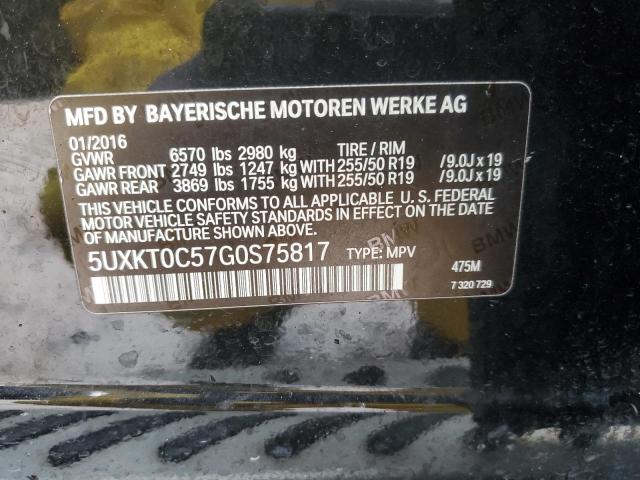 MFD BY BAYERISCHE MOTOREN WERKE AG
01/2016
GVWR 6570 lbs 2980 kg TIRE / RIM
GAWR FRONT 2749 lbs 1247 kg WITH 255/50 R19 /9.0J x 19
GAWR REAR 3869 lbs 1755 kg WITH 255/50 R19 /9.0J x 19
THIS VEHICLE CONFORMS TO ALL APPLICABLE U. S. FEDERAL
MOTOR VEHICLE SAFETY STANDARDS IN EFFECT ON THE DATE
OF MANUFACTURE SHOWN ABOVE.
5UXKT0C57G0S75817 TYPE: MPV 475M
7 320 729